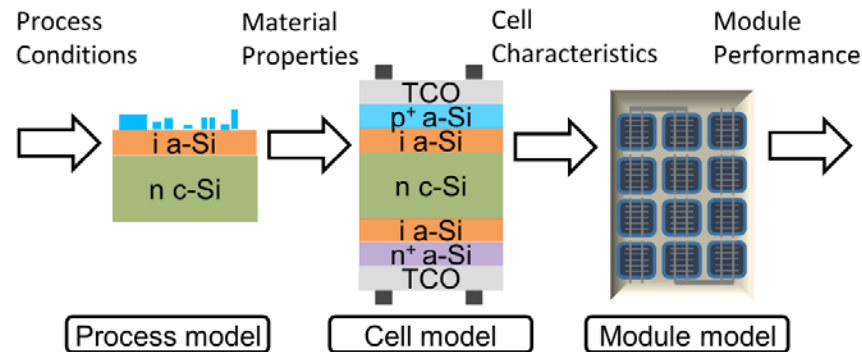 Process
Conditions
Material
Properties
Cell
Characteristics
Module
Performance
i a-Si
n c-Si
TCO
p⁺ a-Si
i a-Si
n c-Si
i a-Si
n⁺ a-Si
TCO
Process model
Cell model
Module model